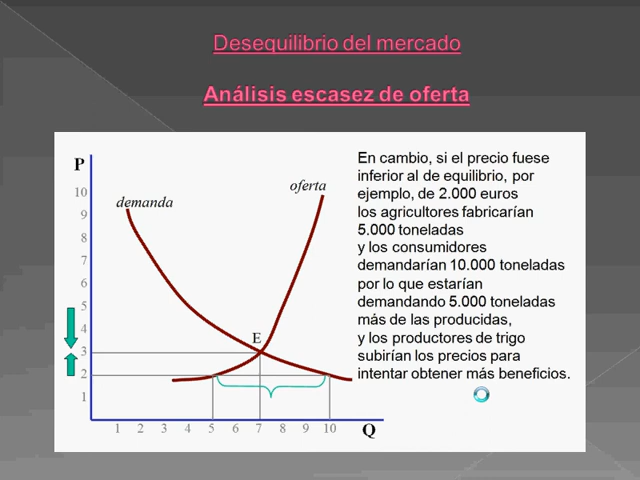 Desequilibrio del mercado
Análisis escasez de oferta
P
10
9
8
7
6
5
4
3
2
1
demanda
oferta
E
1 2 3 4 5 6 7 8 9 10 Q
En cambio, si el precio fuese
inferior al de equilibrio, por
ejemplo, de 2.000 euros
los agricultores fabricarían
5.000 toneladas
y los consumidores
demandarían 10.000 toneladas
por lo que estarían
demandando 5.000 toneladas
más de las producidas,
y los productores de trigo
subirían los precios para
intentar obtener más beneficios.